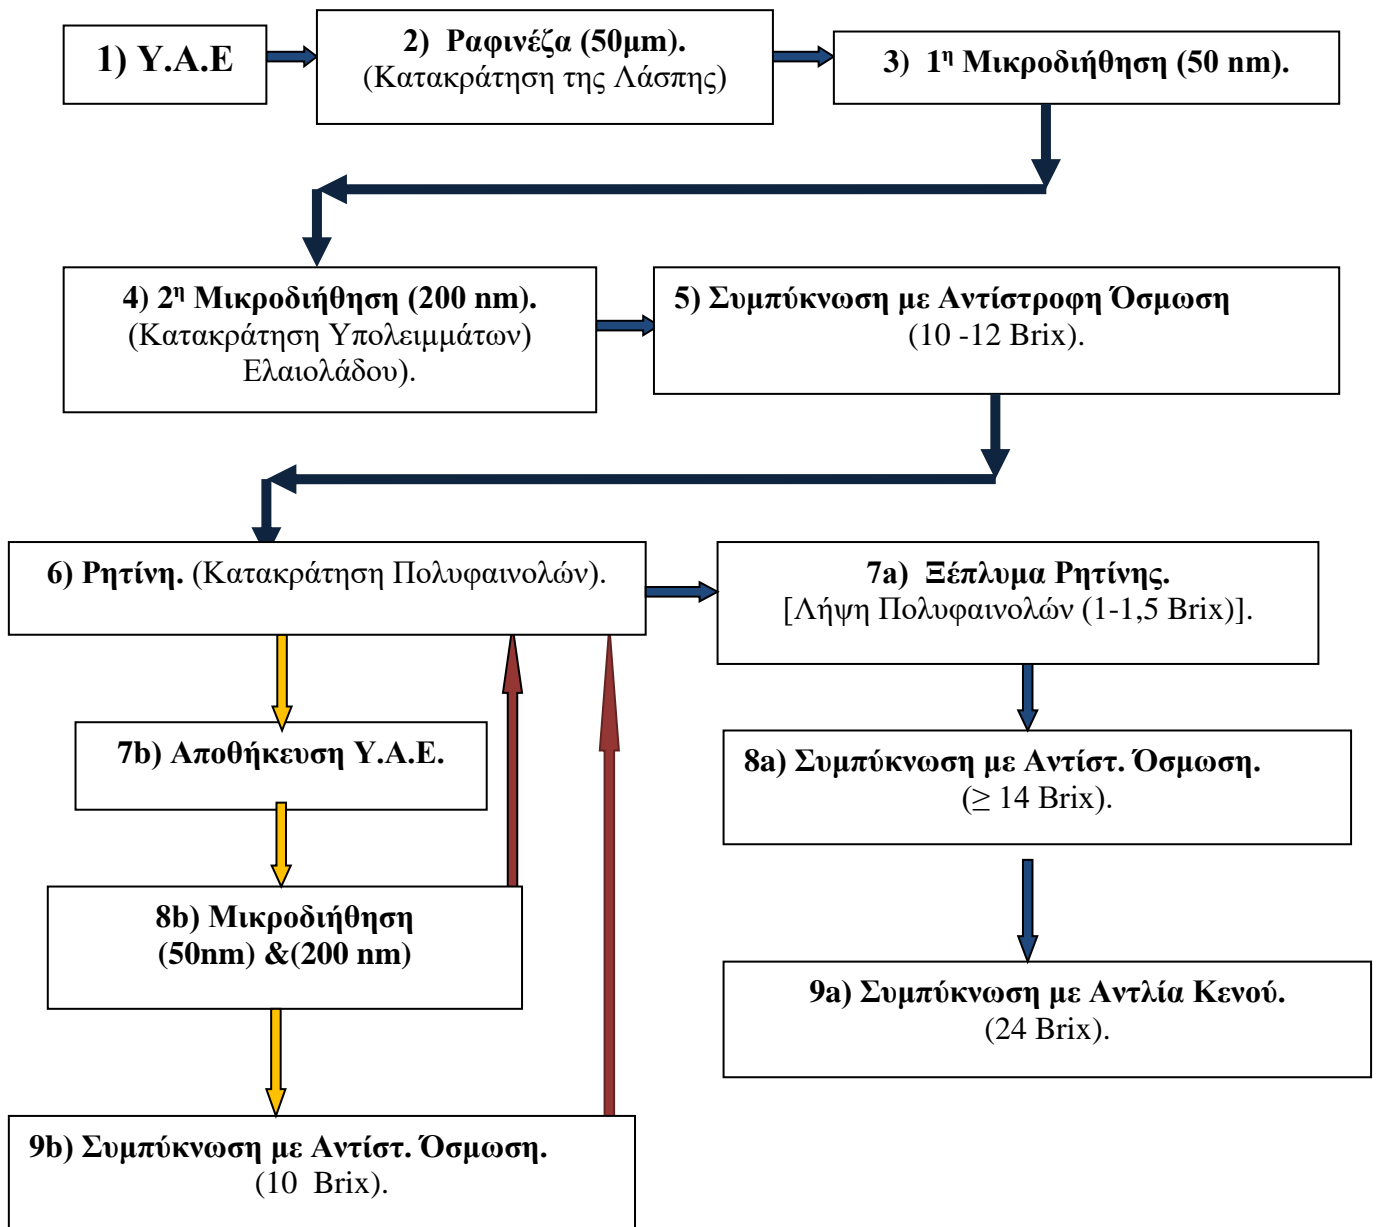 1) Υ.Α.Ε
2) Ραφινέζα (50μm).
(Κατακράτηση της Λάσπης)
3) 1η Μικροδιήθηση (50 nm).
4) 2η Μικροδιήθηση (200 nm).
(Κατακράτηση Υπολειμμάτων)
Ελαιολάδου).
5) Συμπύκνωση με Αντίστροφη Όσμωση
(10 -12 Brix).
6) Ρητίνη. (Κατακράτηση Πολυφαινολών).
7a) Ξέπλυμα Ρητίνης.
[Λήψη Πολυφαινολών (1-1,5 Brix)].
7b) Αποθήκευση Υ.Α.Ε.
8a) Συμπύκνωση με Αντίστ. Όσμωση.
(≥ 14 Brix).
8b) Μικροδιήθηση
(50nm) &(200 nm)
9a) Συμπύκνωση με Αντλία Κενού.
(24 Brix).
9b) Συμπύκνωση με Αντίστ. Όσμωση.
(10 Brix).